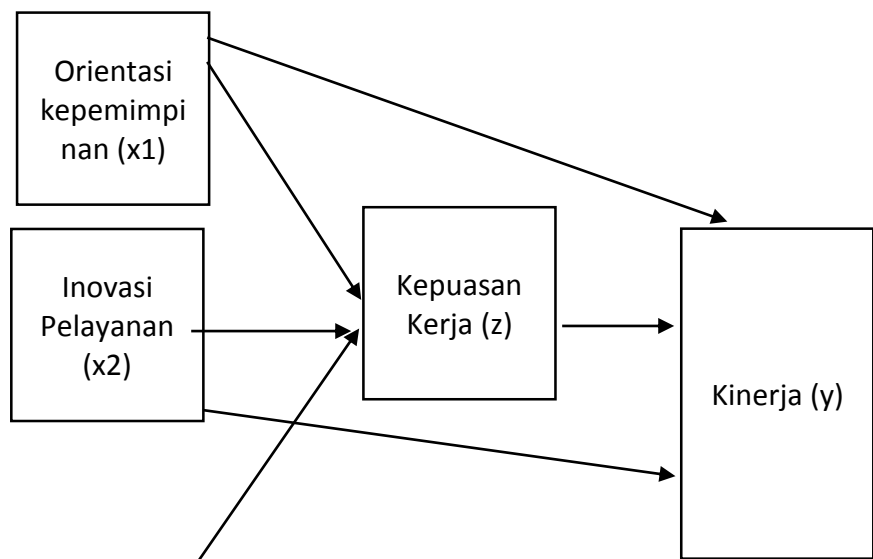 Orientasi
kepemimpi
nan (x1)
Inovasi
Pelayanan
(x2)
Kepuasan
Kerja (z)
Kinerja (y)